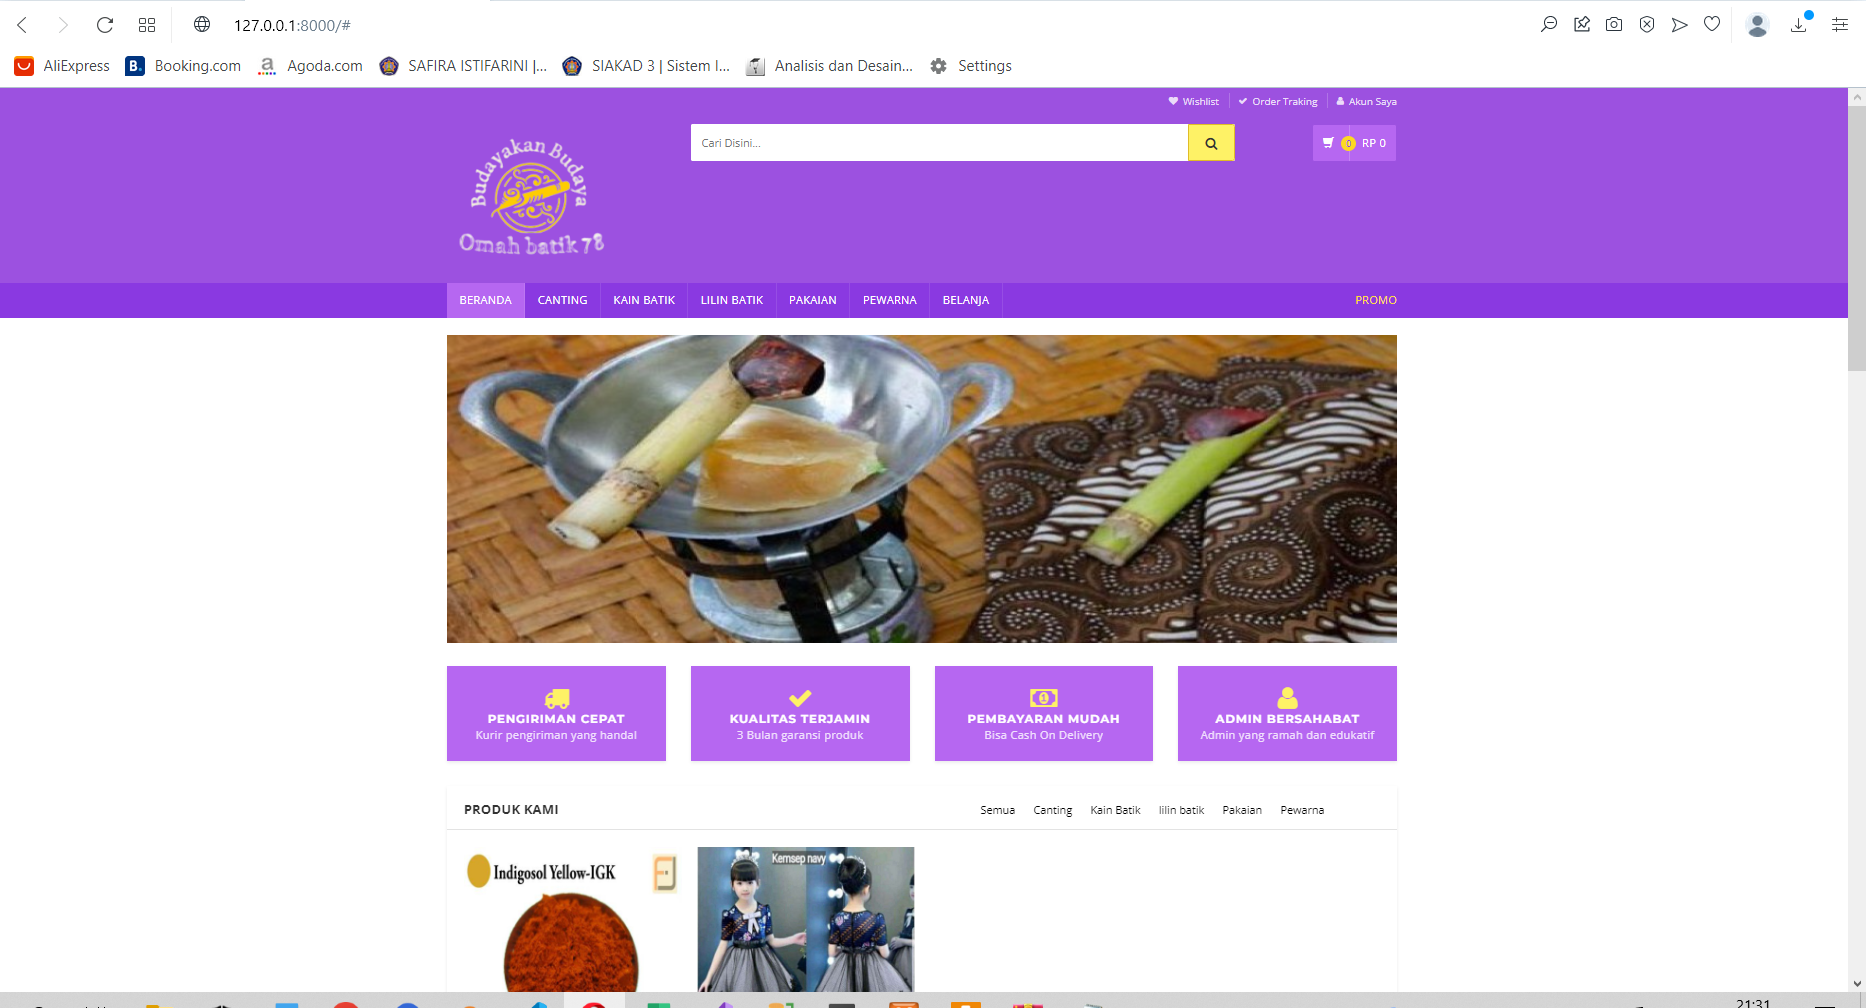 127.0.0.1:8000/#
AliExpress
B.
Booking.com
a
Agoda.com
SAFIRA ISTIFARINI |...
SIAKAD 3 | Sistem I...
Analisis dan Desain...
Settings
Wishlist
Order Traking
Akun Saya
Budayakan Budaya
Omah batik 78
Cari Disini...
0
RP 0
BERANDA
CANTING
KAIN BATIK
LILIN BATIK
PAKAIAN
PEWARNA
BELANJA
PROMO
PENGIRIMAN CEPAT
Kurir pengiriman yang handal
KUALITAS TERJAMIN
3 Bulan garansi produk
PEMBAYARAN MUDAH
Bisa Cash On Delivery
ADMIN BERSAHABAT
Admin yang ramah dan edukatif
PRODUK KAMI
Semua
Canting
Kain Batik
lilin batik
Pakaian
Pewarna
Indigosol Yellow-IGK
Kemsep navy
21:31